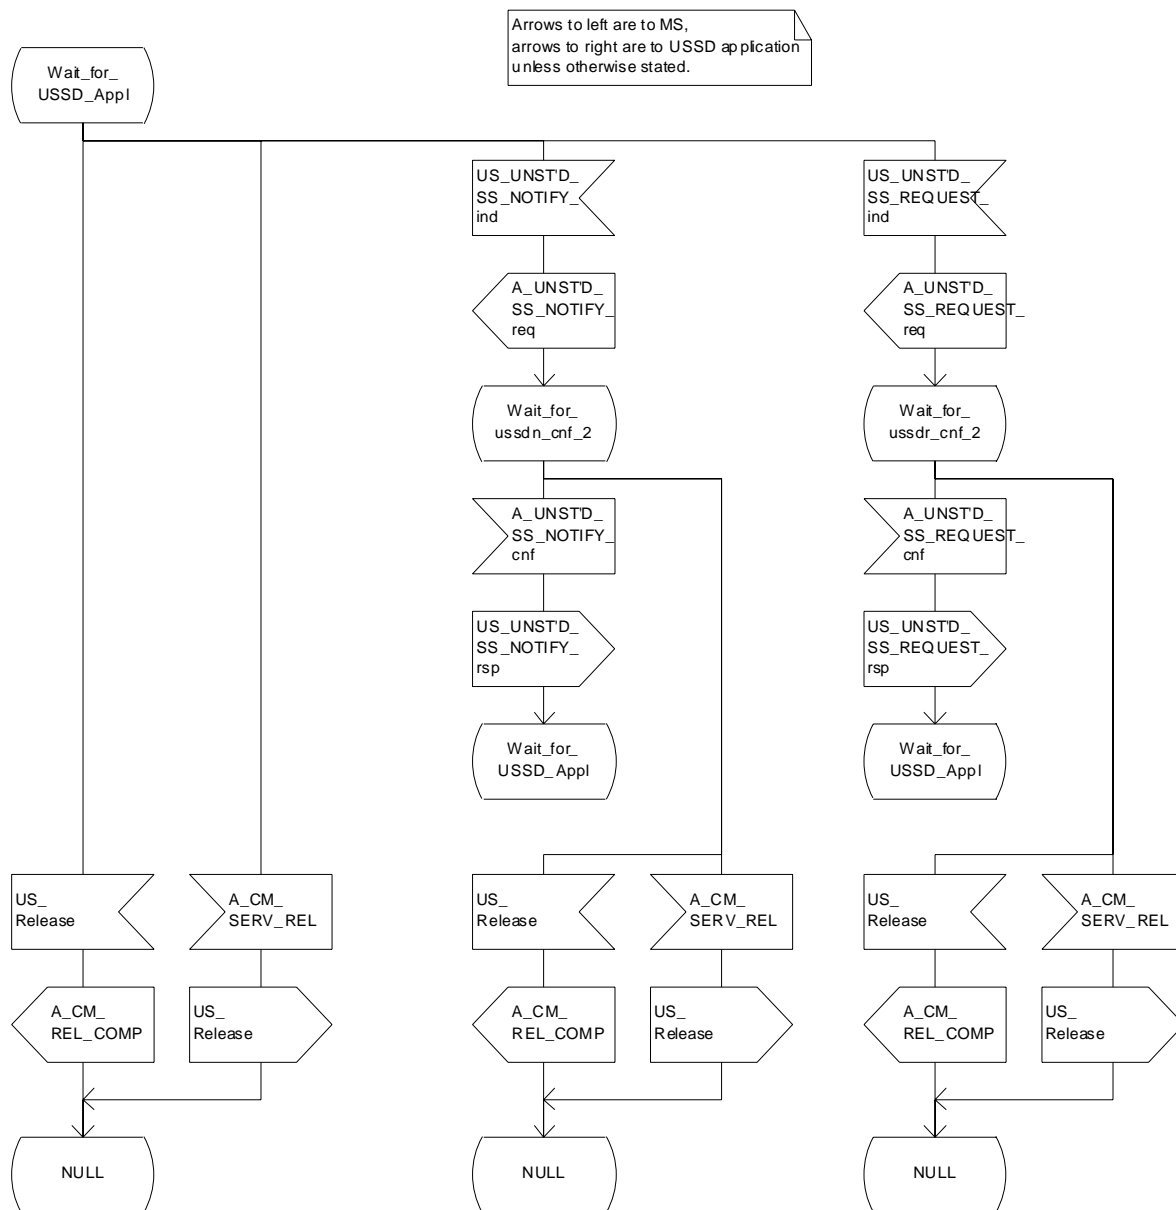 Arrows to left are to MS,
arrows to right are to USSD application
unless otherwise stated.
Wait_for_
USSD_Appl
US_UNST'D_
SS_NOTIFY_
ind
US_UNST'D_
SS_REQUEST_
ind
A_UNST'D_
SS_NOTIFY_
req
A_UNST'D_
SS_REQUEST_
req
Wait_for_
ussdn_cnf_2
Wait_for_
ussdr_cnf_2
A_UNST'D_
SS_NOTIFY_
cnf
A_UNST'D_
SS_REQUEST_
cnf
US_UNST'D_
SS_NOTIFY_
rsp
US_UNST'D_
SS_REQUEST_
rsp
Wait_for_
USSD_Appl
Wait_for_
USSD_Appl
US_
Release
A_CM_
SERV_REL
US_
Release
A_CM_
SERV_REL
US_
Release
A_CM_
SERV_REL
A_CM_
REL_COMP
US_
Release
A_CM_
REL_COMP
US_
Release
A_CM_
REL_COMP
US_
Release
NULL
NULL
NULL